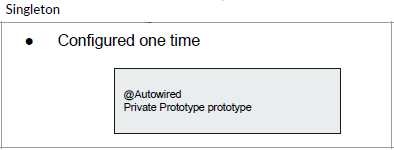 Singleton
● Configured one time
@Autowired
Private Prototype prototype